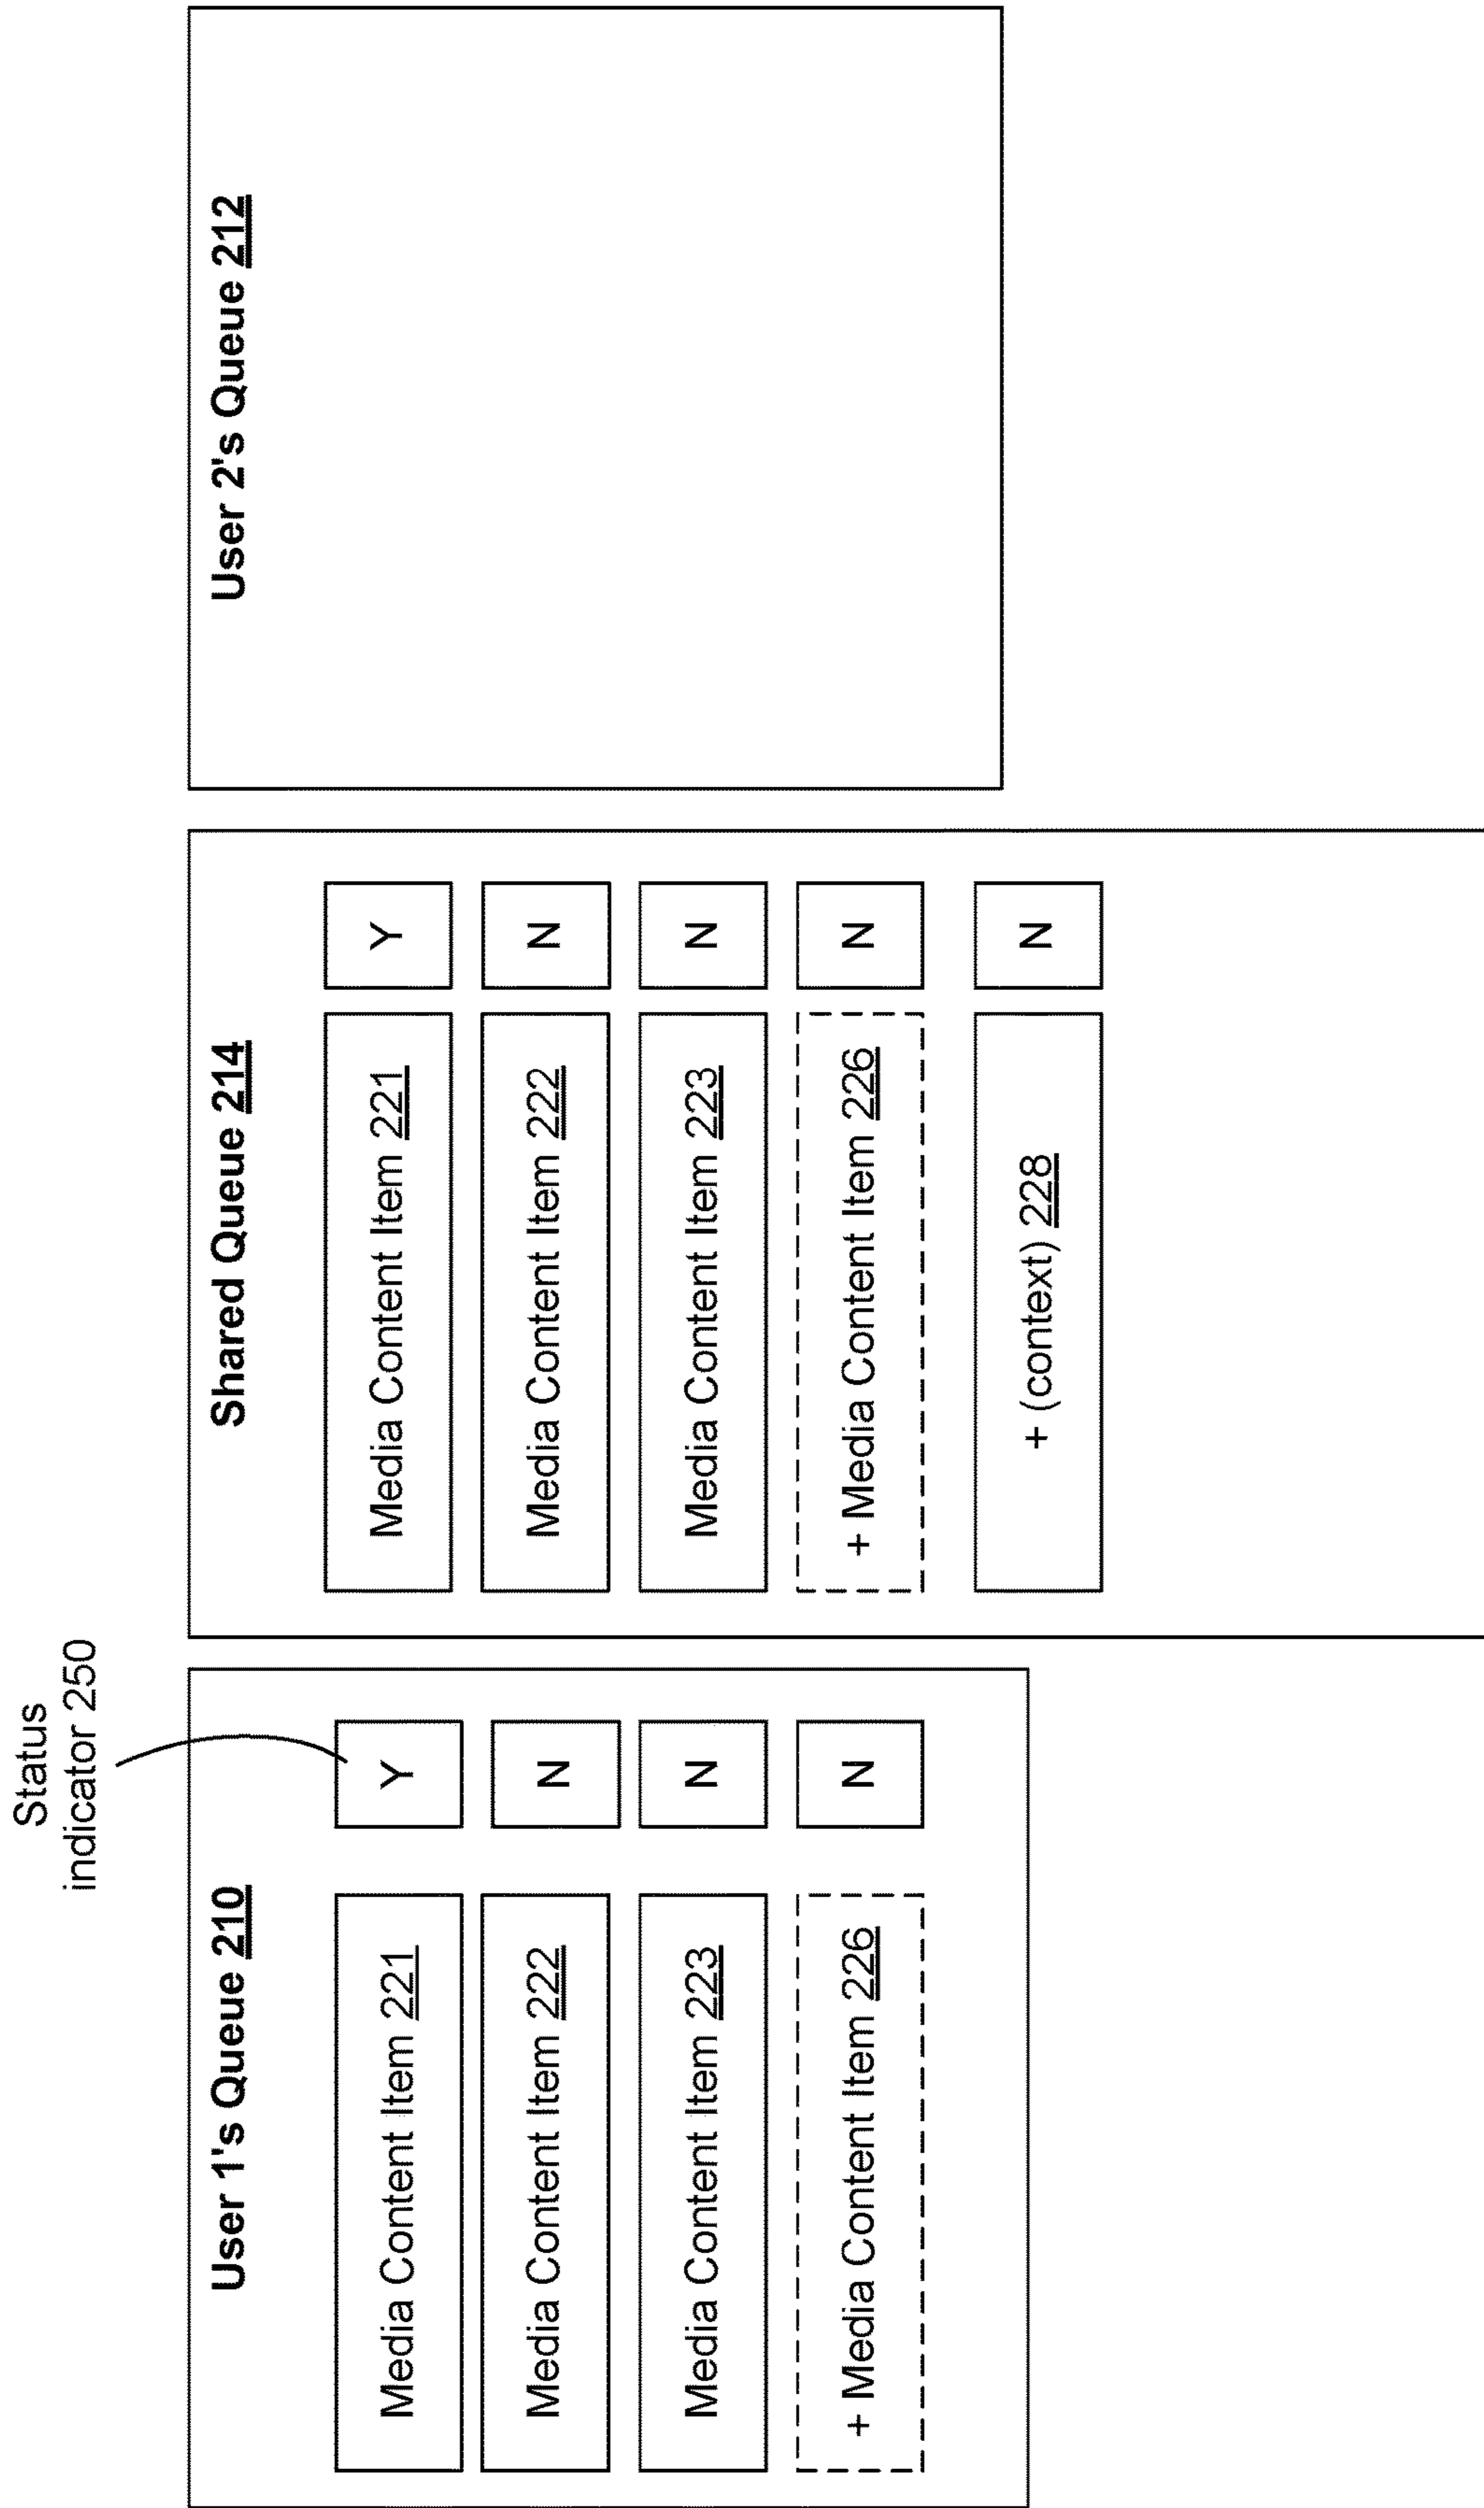 Status
indicator 250
User 1's Queue 210
Media Content Item 221
Y
Media Content Item 222
N
Media Content Item 223
N
+ Media Content Item 226
N
Shared Queue 214
Media Content Item 221
Y
Media Content Item 222
N
Media Content Item 223
N
+ Media Content Item 226
N
+ (context) 228
N
User 2's Queue 212